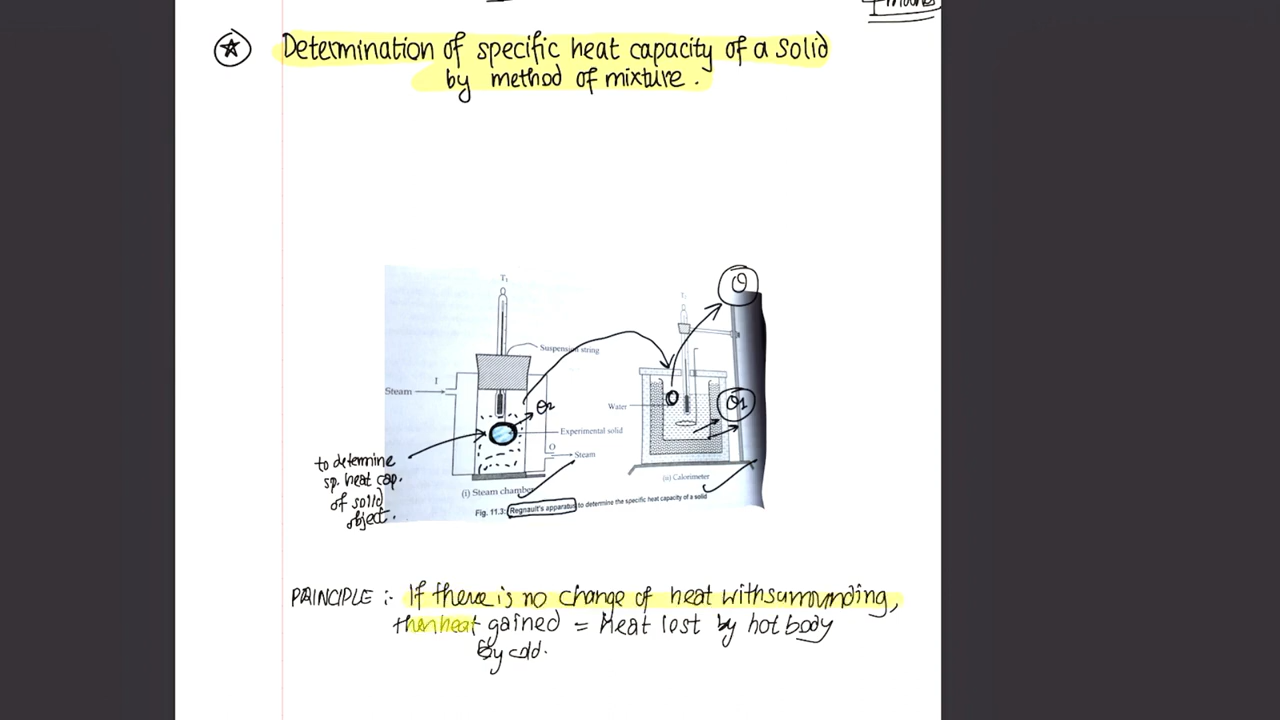 Determination of specific heat capacity of a solid
by method of mixture.
T₁
Suspension string
Steam
I
θ2
Experimental solid
O
Steam
(i) Steam chamber
to determine
sp. heat cap.
of solid
object.
θ
Water
θ1
(ii) Calorimeter
Fig. 11.3: Regnault's apparatus to determine the specific heat capacity of a solid
PRINCIPLE :- If there is no change of heat with surrounding,
then heat gained = Heat lost by hot body
by cold.